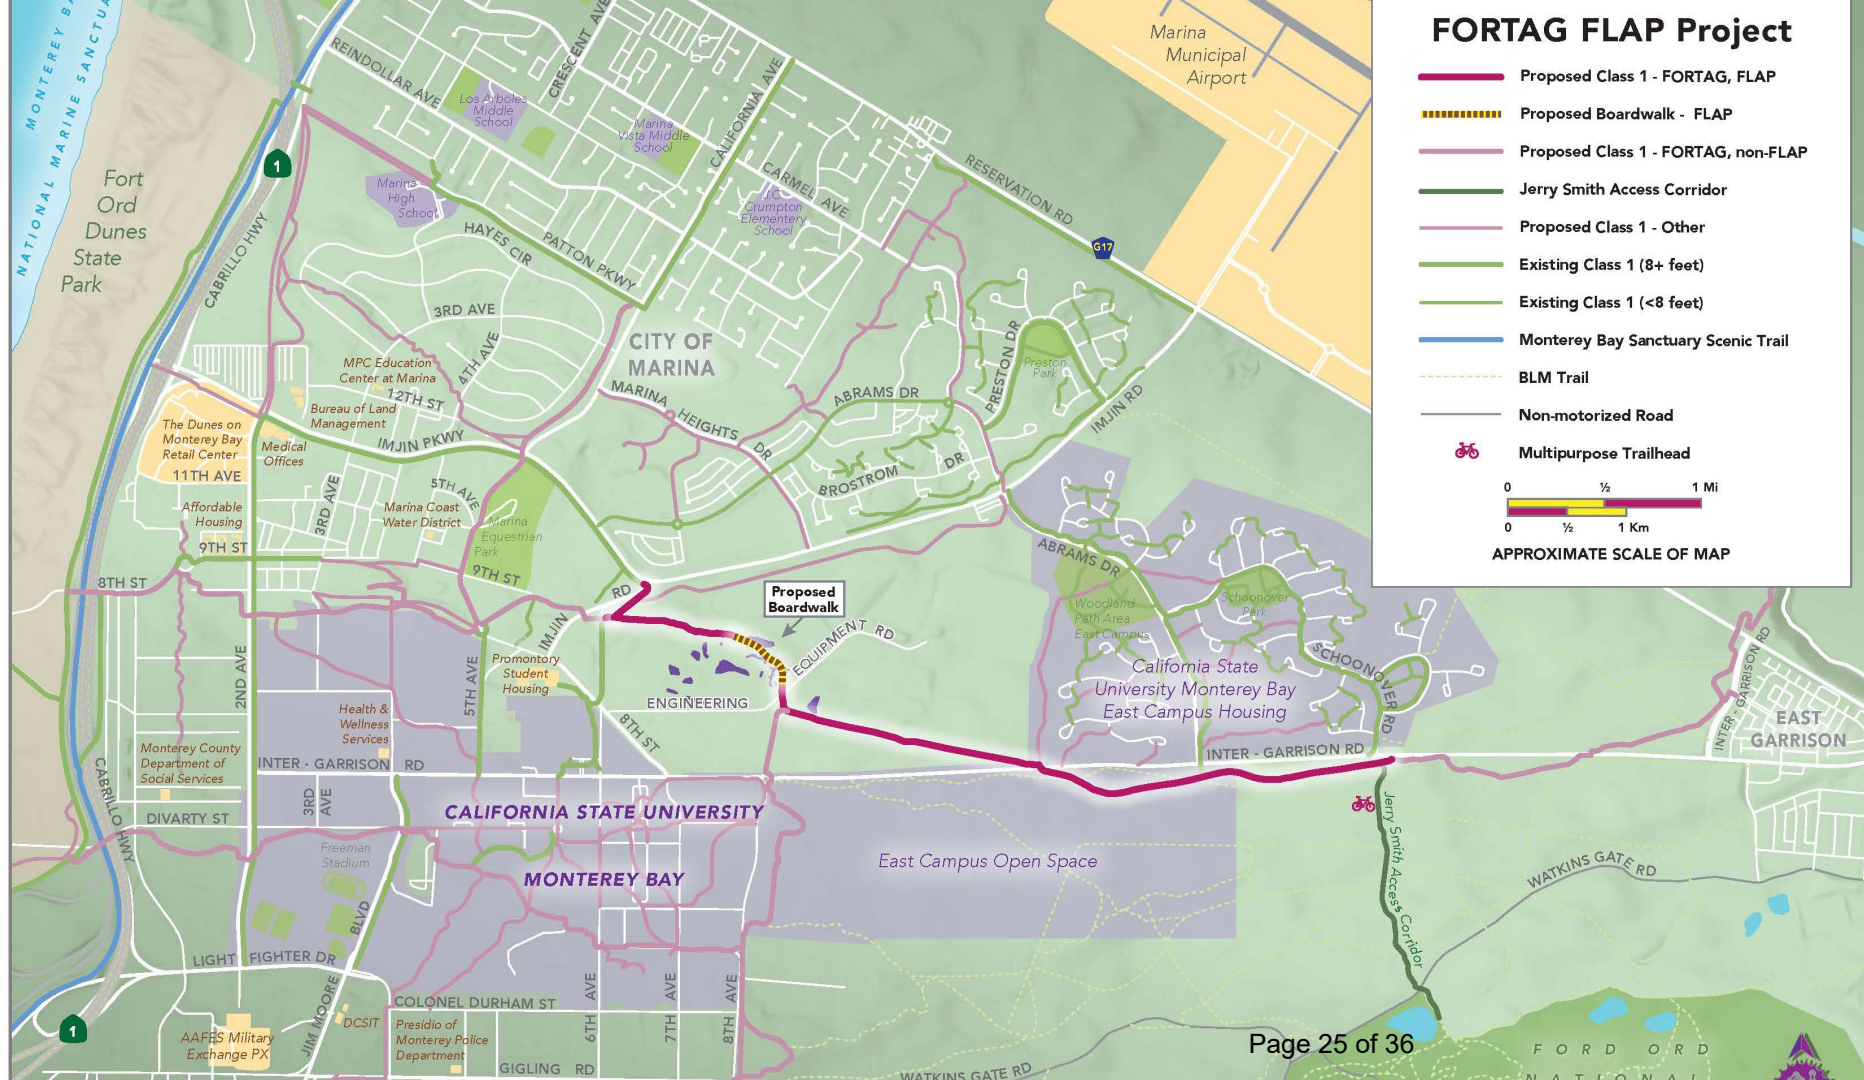 FORTAG FLAP Project
Proposed Class 1 - FORTAG, FLAP
Proposed Boardwalk - FLAP
Proposed Class 1 - FORTAG, non-FLAP
Jerry Smith Access Corridor
Proposed Class 1 - Other
Existing Class 1 (8+ feet)
Existing Class 1 (<8 feet)
Monterey Bay Sanctuary Scenic Trail
BLM Trail
Non-motorized Road
Multipurpose Trailhead
0 ½ 1 Mi
0 ½ 1 Km
APPROXIMATE SCALE OF MAP
MONTEREY BAY
NATIONAL MARINE
Fort
Ord
Dunes
State
Park
1
CABRILLO HWY
REINDOLLAR AVE
CRESCENT AVE
Los Arboles
Middle
School
Marina
Vista Middle
School
CALIFORNIA AVE
CARMEL AVE
J.C.
Crumpton
Elementery
School
Marina
High
School
HAYES CIR
PATTON PKWY
RESERVATION RD
G17
Marina
Municipal
Airport
3RD AVE
4TH AVE
CITY OF
MARINA
MPC Education
Center at Marina
12TH ST
Bureau of Land
Management
IMJIN PKWY
The Dunes on
Monterey Bay
Retail Center
Medical
Offices
11TH AVE
MARINA HEIGHTS DR
ABRAMS DR
PRESTON DR
Preston
Park
IMJIN RD
BROSTROM DR
Affordable
Housing
3RD AVE
5TH AVE
Marina Coast
Water District
Marina
Equestrian
Park
9TH ST
9TH ST
8TH ST
IMJIN RD
Proposed
Boardwalk
EQUIPMENT RD
ENGINEERING
ABRAMS DR
Woodland
Path Area
East Campus
Schoonover
Park
SCHOONOVER RD
California State
University Monterey Bay
East Campus Housing
INTER - GARRISON RD
INTER - GARRISON RD
INTER - GARRISON RD
EAST
GARRISON
Promontory
Student
Housing
5TH AVE
2ND AVE
8TH ST
Health &
Wellness
Services
Monterey County
Department of
Social Services
INTER - GARRISON RD
CABRILLO HWY
3RD AVE
DIVARTY ST
CALIFORNIA STATE UNIVERSITY
MONTEREY BAY
Freeman
Stadium
East Campus Open Space
Jerry Smith Access Corridor
WATKINS GATE RD
LIGHT FIGHTER DR
JIM MOORE BLVD
COLONEL DURHAM ST
6TH AVE
7TH AVE
8TH AVE
1
AAFES Military
Exchange PX
DCSIT
Presidio of
Monterey Police
Department
GIGLING RD
WATKINS GATE RD
Page 25 of 36
FORD ORD
NATIONAL